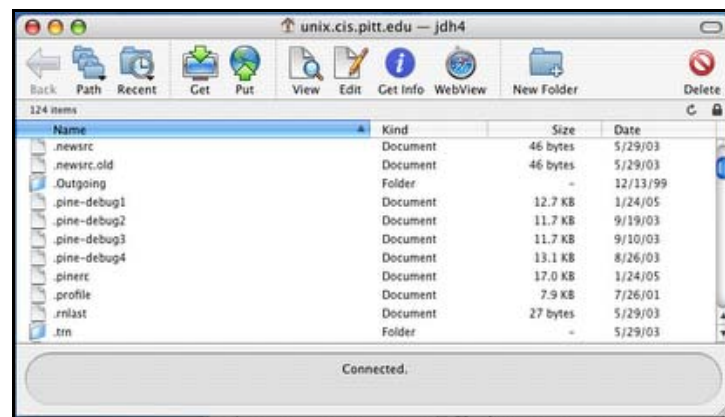 unix.cis.pitt.edu — jdh4
Back Path Recent Get Put View Edit Get Info WebView New Folder Delete
124 items
Name Kind Size Date
.newsrc Document 46 bytes 5/29/03
.newsrc.old Document 46 bytes 5/29/03
.Outgoing Folder - 12/13/99
.pine-debug1 Document 12.7 KB 1/24/05
.pine-debug2 Document 11.7 KB 9/19/03
.pine-debug3 Document 11.7 KB 9/10/03
.pine-debug4 Document 13.1 KB 8/26/03
.pinerc Document 17.0 KB 1/24/05
.profile Document 7.9 KB 7/26/01
.rnlast Document 27 bytes 5/29/03
.trn Folder - 5/29/03
Connected.